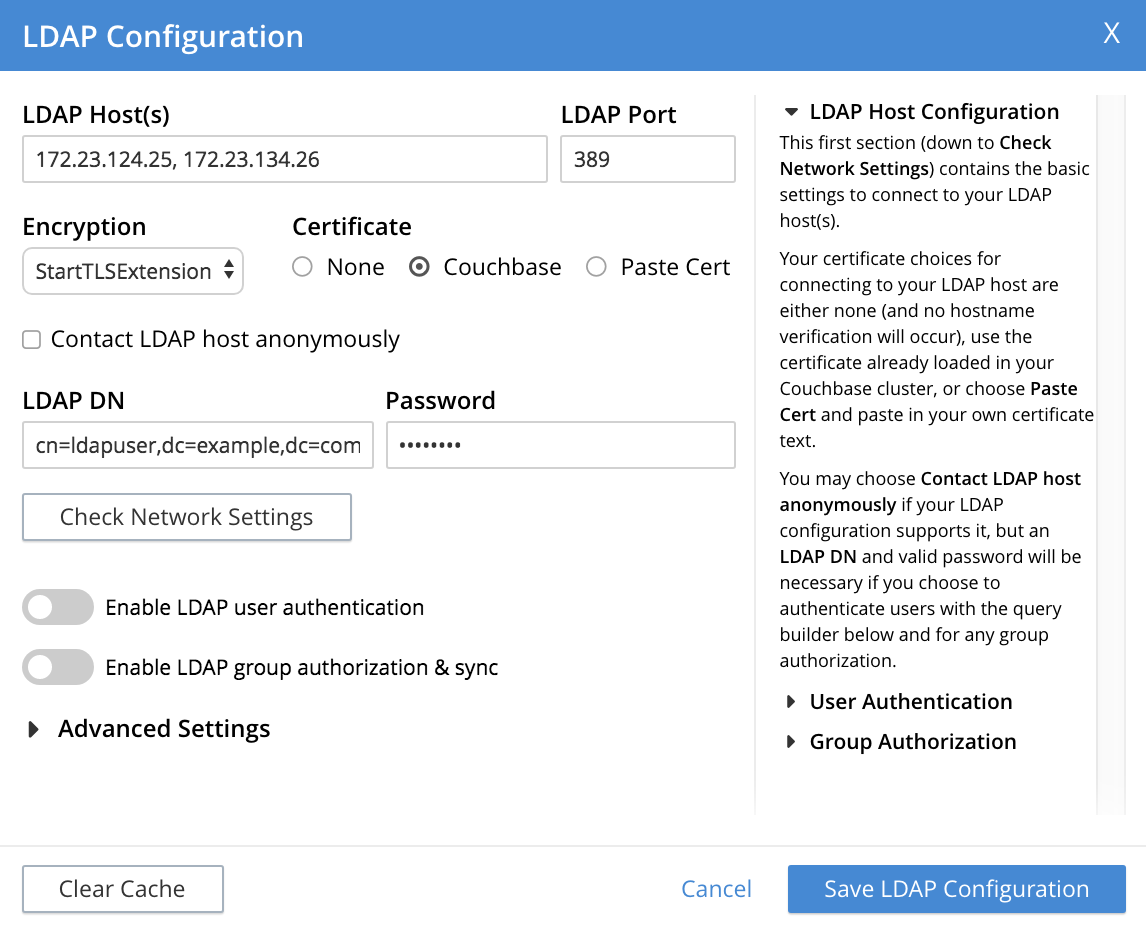 LDAP Configuration
X
LDAP Host(s)
LDAP Port
172.23.124.25, 172.23.134.26
389
Encryption
Certificate
StartTLSExtension
None
Couchbase
Paste Cert
Contact LDAP host anonymously
LDAP DN
Password
cn=ldapuser,dc=example,dc=com
••••••••
Check Network Settings
Enable LDAP user authentication
Enable LDAP group authorization & sync
Advanced Settings
LDAP Host Configuration
This first section (down to Check
Network Settings) contains the basic
settings to connect to your LDAP
host(s).
Your certificate choices for
connecting to your LDAP host are
either none (and no hostname
verification will occur), use the
certificate already loaded in your
Couchbase cluster, or choose Paste
Cert and paste in your own certificate
text.
You may choose Contact LDAP host
anonymously if your LDAP
configuration supports it, but an
LDAP DN and valid password will be
necessary if you choose to
authenticate users with the query
builder below and for any group
authorization.
User Authentication
Group Authorization
Clear Cache
Cancel
Save LDAP Configuration